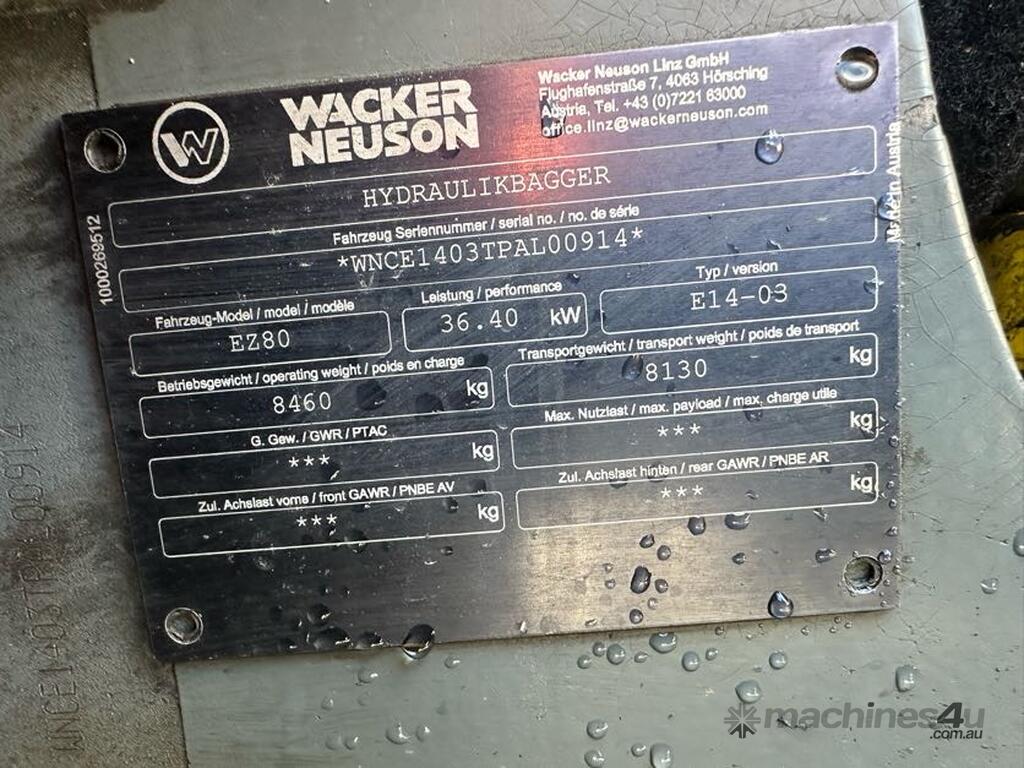 W
WACKER
NEUSON
Wacker Neuson Linz GmbH
Flughafenstraße 7, 4063 Hörsching
Austria, Tel. +43 (0)7221 63000
office.linz@wackerneuson.com
HYDRAULIKBAGGER
Made in Austria
1000269512
Fahrzeug Seriennummer / serial no. / no. de série
*WNCE1403TPAL00914*
Fahrzeug-Model / model / modèle
EZ80
Leistung / performance
36.40 kW
Typ / version
E14-03
Betriebsgewicht / operating weight / poids en charge
8460 kg
Transportgewicht / transport weight / poids de transport
8130 kg
G. Gew. / GWR / PTAC
*** kg
Max. Nutzlast / max. payload / max. charge utile
*** kg
Zul. Achslast vorne / front GAWR / PNBE AV
*** kg
Zul. Achslast hinten / rear GAWR / PNBE AR
*** kg
machines4u
.com.au